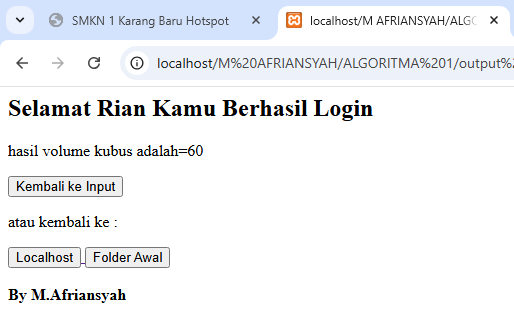 SMKN 1 Karang Baru Hotspot
localhost/M AFRIANSYAH/ALGO
localhost/M%20AFRIANSYAH/ALGORITMA%201/output%
Selamat Rian Kamu Berhasil Login
hasil volume kubus adalah=60
Kembali ke Input
atau kembali ke :
Localhost Folder Awal
By M.Afriansyah